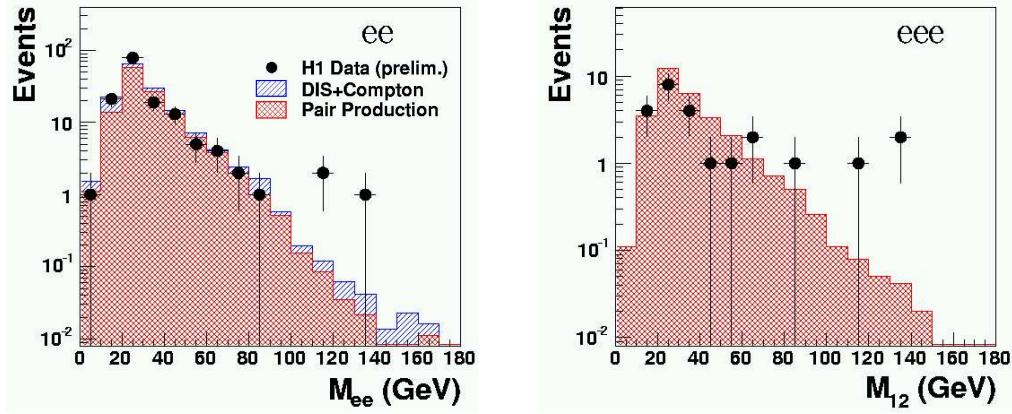 ee
Events
H1 Data (prelim.)
DIS+Compton
Pair Production
10²
10
1
10⁻¹
10⁻²
0 20 40 60 80 100 120 140 160 180
M_ee (GeV)
eee
Events
10
1
10⁻¹
10⁻²
0 20 40 60 80 100 120 140 160 180
M_12 (GeV)